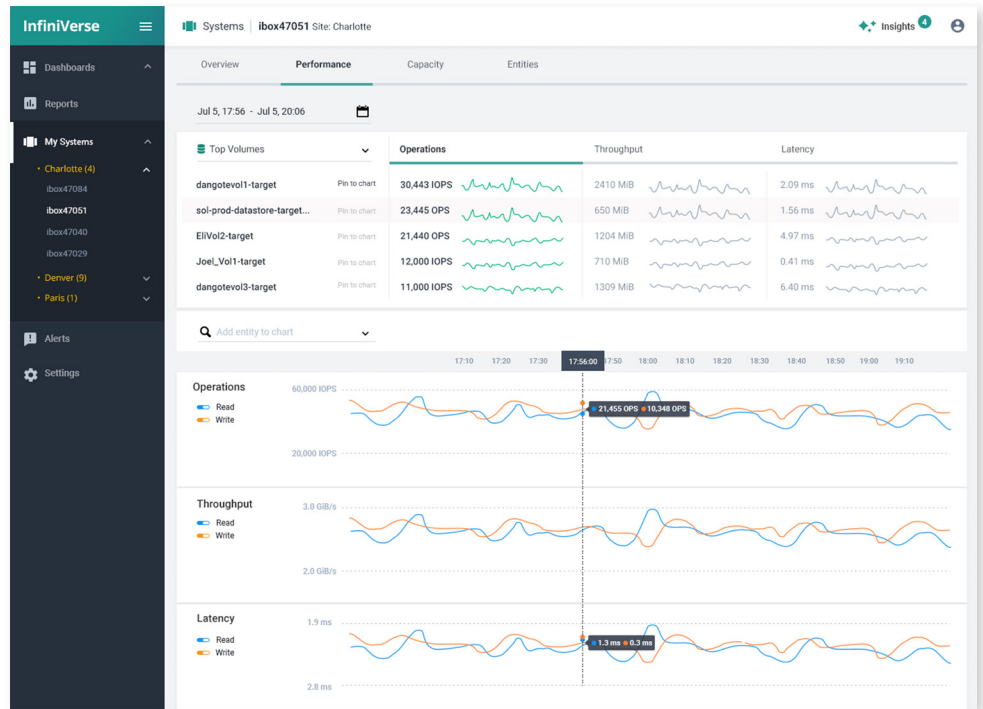 InfiniVerse
Systems ibox47051 Site: Charlotte
Insights 4
Dashboards
Reports
My Systems
Charlotte (4)
ibox47084
ibox47051
ibox47040
ibox47029
Denver (9)
Paris (1)
Alerts
Settings
Overview Performance Capacity Entities
Jul 5, 17:56 - Jul 5, 20:06
Top Volumes Operations Throughput Latency
dangotevol1-target Pin to chart 30,443 IOPS 2410 MiB 2.09 ms
sol-prod-datastore-target... Pin to chart 23,445 OPS 650 MiB 1.56 ms
EliVol2-target Pin to chart 21,440 OPS 1204 MiB 4.97 ms
Joel_Vol1-target Pin to chart 12,000 IOPS 710 MiB 0.41 ms
dangotevol3-target Pin to chart 11,000 IOPS 1309 MiB 6.40 ms
Add entity to chart
17:10 17:20 17:30 17:56:00 17:50 18:00 18:10 18:20 18:30 18:40 18:50 19:00 19:10
Operations
Read
Write
60,000 IOPS
21,455 OPS 10,348 OPS
20,000 IOPS
Throughput
Read
Write
3.0 GiB/s
2.0 GiB/s
Latency
Read
Write
1.9 ms
1.3 ms 0.3 ms
2.8 ms